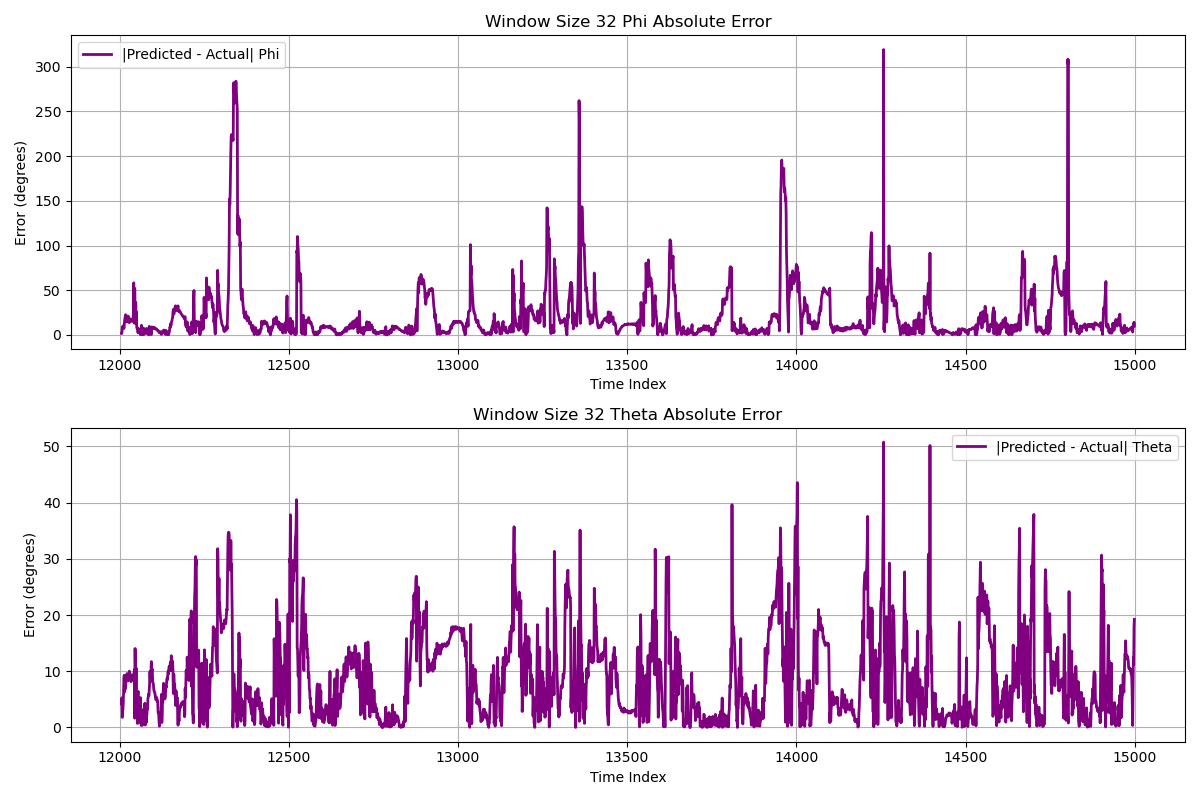 Window Size 32 Phi Absolute Error
|Predicted - Actual| Phi
Error (degrees)
300
250
200
150
100
50
0
12000 12500 13000 13500 14000 14500 15000
Time Index
Window Size 32 Theta Absolute Error
|Predicted - Actual| Theta
Error (degrees)
50
40
30
20
10
0
12000 12500 13000 13500 14000 14500 15000
Time Index